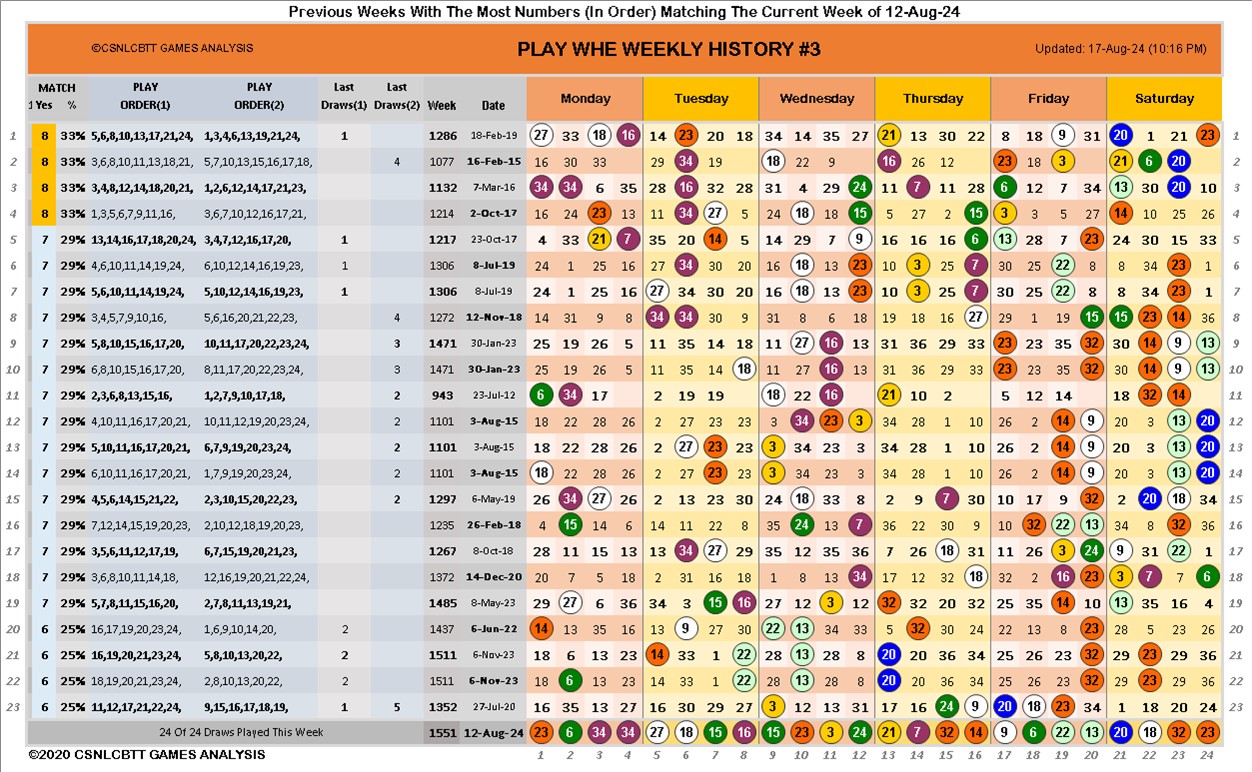 Previous Weeks With The Most Numbers (In Order) Matching The Current Week of 12-Aug-24
©CSNLCBTT GAMES ANALYSIS PLAY WHE WEEKLY HISTORY #3 Updated: 17-Aug-24 (10:16 PM)
MATCH PLAY PLAY Last Last
1 Yes % ORDER(1) ORDER(2) Draws(1) Draws(2) Week Date Monday Tuesday Wednesday Thursday Friday Saturday
1 8 33% 5,6,8,10,13,17,21,24, 1,3,4,6,13,19,21,24, 1 1286 18-Feb-19 27 33 18 16 14 23 20 18 34 14 35 27 13 13 30 22 8 18 9 31 20 1 21 23 1
2 8 33% 3,6,8,10,11,13,18,21, 5,7,10,13,15,16,17,18, 4 1077 16-Feb-15 16 30 33 29 34 19 18 22 9 16 26 12 23 18 3 21 6 20 2
3 8 33% 3,4,8,12,14,18,20,21, 1,2,6,12,14,17,21,23, 1132 7-Mar-16 34 34 6 35 28 16 32 28 31 4 29 24 11 14 11 28 6 12 7 34 13 30 20 10 3
4 8 33% 1,3,5,6,7,9,11,16, 3,6,7,10,12,16,17,21, 1214 2-Oct-17 16 24 23 13 11 34 27 5 24 18 18 15 5 27 2 15 3 3 5 27 14 10 25 26 4
5 7 29% 13,14,16,17,18,20,24, 3,4,7,12,16,17,20, 1 1217 23-Oct-17 4 33 21 7 35 20 14 5 14 29 7 9 16 16 16 6 13 28 7 23 24 30 15 33 5
6 7 29% 4,6,10,11,14,19,24, 6,10,12,14,16,19,23, 1 1306 8-Jul-19 24 1 25 16 27 34 30 20 16 18 13 23 10 3 25 7 30 25 22 8 8 34 23 1 6
7 7 29% 5,6,10,11,14,19,24, 5,10,12,14,16,19,23, 1 1306 8-Jul-19 24 1 25 16 27 34 30 20 16 18 13 23 10 3 25 7 30 25 22 8 8 34 23 1 7
8 7 29% 3,4,5,7,9,10,16, 5,6,16,20,21,22,23, 4 1272 12-Nov-18 14 31 9 8 34 34 30 9 31 8 6 18 19 18 16 27 29 1 19 15 15 23 14 36 8
9 7 29% 5,8,10,15,16,17,20, 10,11,17,20,22,23,24, 3 1471 30-Jan-23 25 19 26 5 11 35 14 18 11 27 16 13 31 36 29 33 23 23 35 32 30 14 9 13 9
10 7 29% 6,8,10,15,16,17,20, 8,11,17,20,22,23,24, 3 1471 30-Jan-23 25 19 26 5 11 35 14 18 11 27 16 13 31 36 29 33 23 23 35 32 30 14 9 13 10
11 7 29% 2,3,6,8,13,15,16, 1,2,7,9,10,17,18, 2 943 23-Jul-12 6 34 17 2 19 19 18 22 16 21 10 2 5 12 14 18 22 14 11
12 7 29% 4,10,11,16,17,20,21, 10,11,12,19,20,23,24, 2 1101 3-Aug-15 18 22 28 26 2 27 23 23 3 34 23 3 34 28 1 10 26 2 14 9 20 3 13 20 12
13 7 29% 5,10,11,16,17,20,21, 6,7,9,19,20,23,24, 2 1101 3-Aug-15 18 22 28 26 2 27 23 23 3 34 23 3 34 28 1 10 26 2 14 9 20 3 13 20 13
14 7 29% 6,10,11,16,17,20,21, 1,7,9,19,20,23,24, 2 1101 3-Aug-15 18 22 28 26 2 27 23 23 3 34 23 3 34 28 1 10 26 2 14 9 20 3 13 20 14
15 7 29% 4,5,6,14,15,21,22, 2,3,10,15,20,22,23, 2 1297 6-May-19 26 34 27 26 2 13 23 30 24 18 33 8 2 9 7 30 10 17 9 32 2 20 18 34 15
16 7 29% 7,12,14,15,19,20,23, 2,10,12,18,19,20,23, 1235 26-Feb-18 4 15 14 6 14 11 22 8 35 24 13 7 36 22 30 9 10 32 22 13 34 8 32 36 16
17 7 29% 3,5,6,11,12,17,19, 6,7,15,19,20,21,23, 1267 8-Oct-18 28 11 15 13 13 34 27 29 35 12 35 36 7 26 18 31 11 26 3 24 9 31 22 1 17
18 7 29% 3,6,8,10,11,14,18, 12,16,19,20,21,22,24, 1372 14-Dec-20 20 7 5 18 2 31 16 18 1 8 13 34 17 12 32 18 32 2 16 23 3 7 7 6 18
19 7 29% 5,7,8,11,15,16,20, 2,7,8,11,13,19,21, 1485 8-May-23 29 27 6 36 34 3 15 16 27 12 3 12 32 32 20 32 25 35 14 10 13 35 16 4 19
20 6 25% 16,17,19,20,23,24, 1,6,9,10,14,20, 2 1437 6-Jun-22 14 13 35 16 13 9 27 30 22 13 34 33 5 32 30 24 22 13 8 23 28 5 23 26 20
21 6 25% 16,19,20,21,23,24, 5,8,10,13,20,22, 2 1511 6-Nov-23 18 6 13 23 14 33 1 22 28 13 28 8 20 20 36 34 25 26 23 32 29 23 29 36 21
22 6 25% 18,19,20,21,23,24, 2,8,10,13,20,22, 2 1511 6-Nov-23 18 6 13 23 14 33 1 22 28 13 28 8 20 20 36 34 25 26 22 32 29 23 29 36 22
23 6 25% 11,12,17,21,22,24, 9,15,16,17,18,19, 1 5 1352 27-Jul-20 16 35 13 27 16 30 29 27 3 12 13 31 17 16 24 9 20 18 23 34 1 18 20 24 23
24 Of 24 Draws Played This Week 1551 12-Aug-24 23 6 34 34 27 18 15 16 15 23 3 24 21 7 32 14 9 6 22 13 20 18 32 23
©2020 CSNLCBTT GAMES ANALYSIS 1 2 3 4 5 6 7 8 9 10 11 12 13 14 15 16 17 18 19 20 21 22 23 24